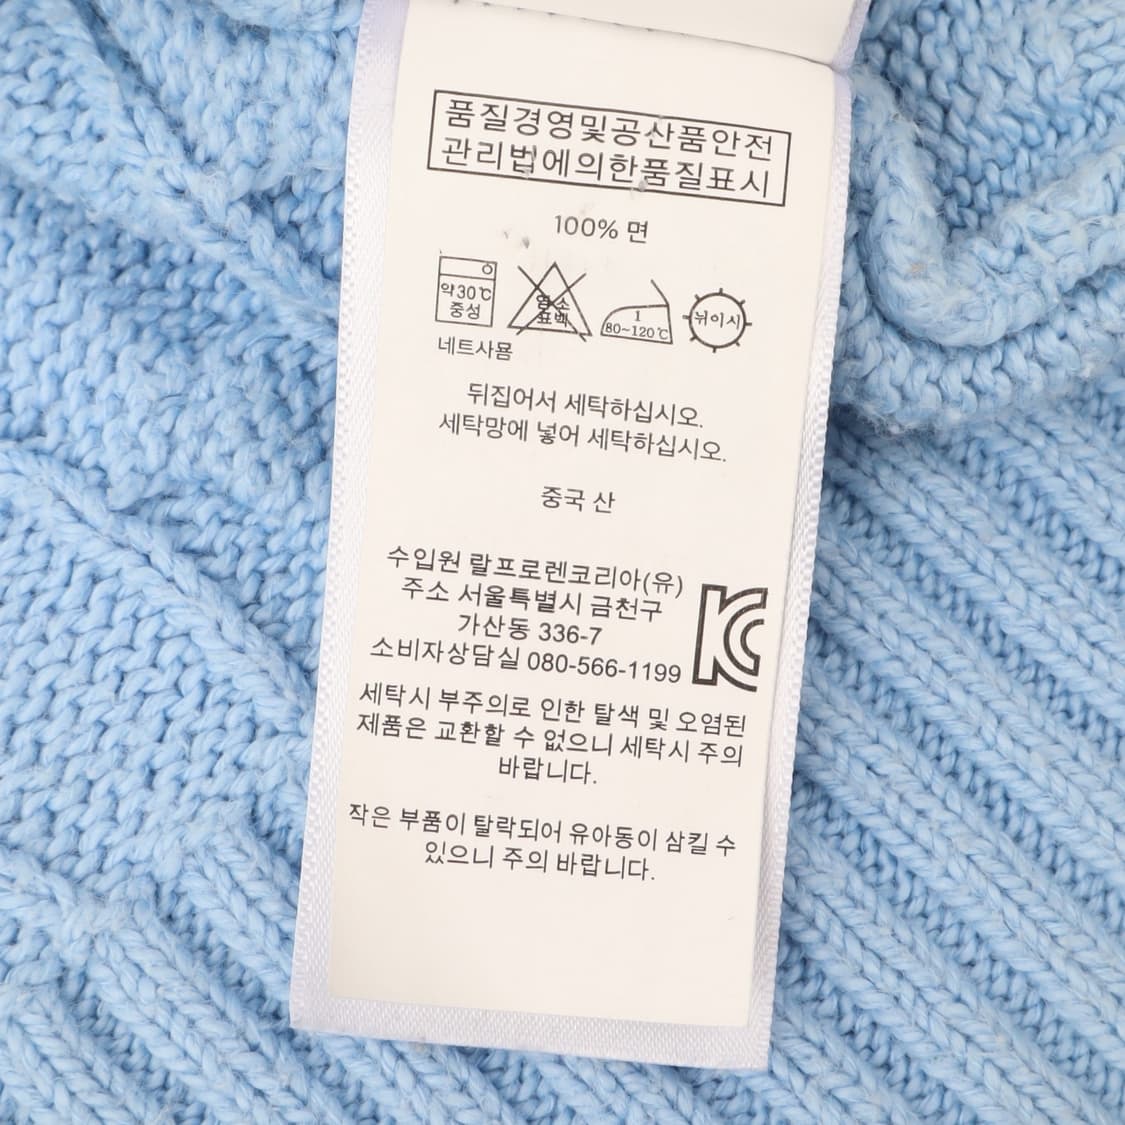 품질경영및공산품안전
관리법에의한품질표시
100% 면
약30℃
중성
염소
표백
1
80~120℃
뉘이시
네트사용
뒤집어서 세탁하십시오.
세탁망에 넣어 세탁하십시오.
중국 산
수입원 랄프로렌코리아(유)
주소 서울특별시 금천구
가산동 336-7
소비자상담실 080-566-1199
KC
세탁시 부주의로 인한 탈색 및 오염된
제품은 교환할 수 없으니 세탁시 주의
바랍니다.
작은 부품이 탈락되어 유아동이 삼킬 수
있으니 주의 바랍니다.